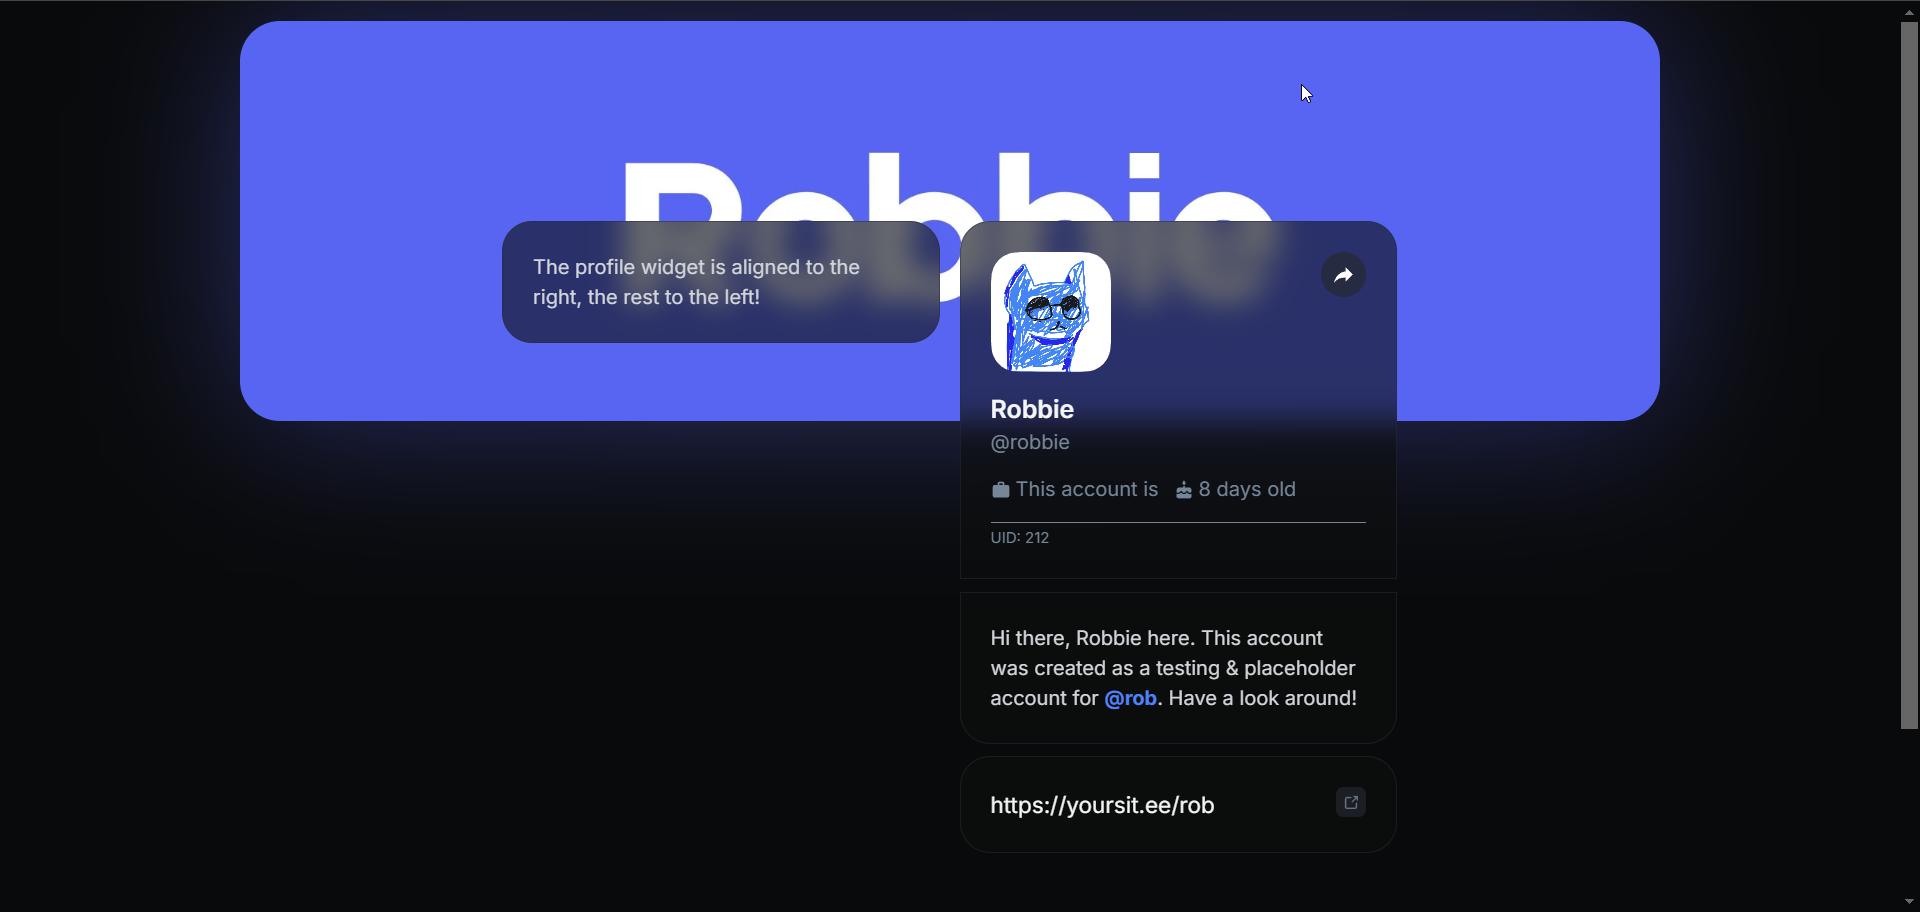 Robbie
The profile widget is aligned to the
right, the rest to the left!
Robbie
@robbie
This account is 8 days old
UID: 212
Hi there, Robbie here. This account
was created as a testing & placeholder
account for @rob. Have a look around!
https://yoursit.ee/rob